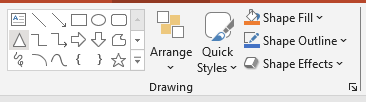 Shape Fill
Arrange
Quick
Styles
Shape Outline
Shape Effects
Drawing